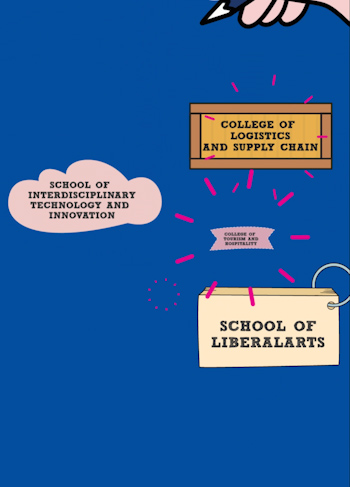 COLLEGE OF
LOGISTICS
AND SUPPLY CHAIN
SCHOOL OF
INTERDISCIPLINARY
TECHNOLOGY AND
INNOVATION
COLLEGE OF
TOURISM AND
HOSPITALITY
SCHOOL OF
LIBERALARTS